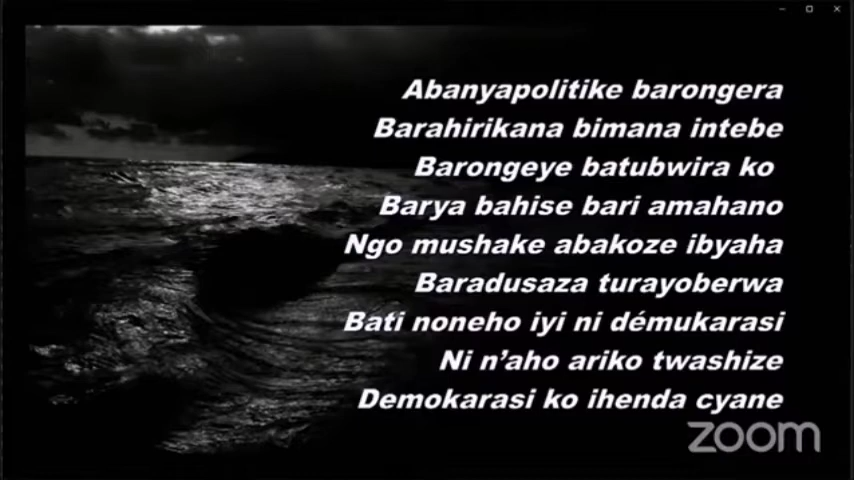 Abanyapolitike barongera
Barahirikana bimana intebe
Barongeye batubwira ko
Barya bahise bari amahano
Ngo mushake abakoze ibyaha
Baradusaza turayoberwa
Bati noneho iyi ni démukarasi
Ni n'aho ariko twashize
Demokarasi ko ihenda cyane
zoom